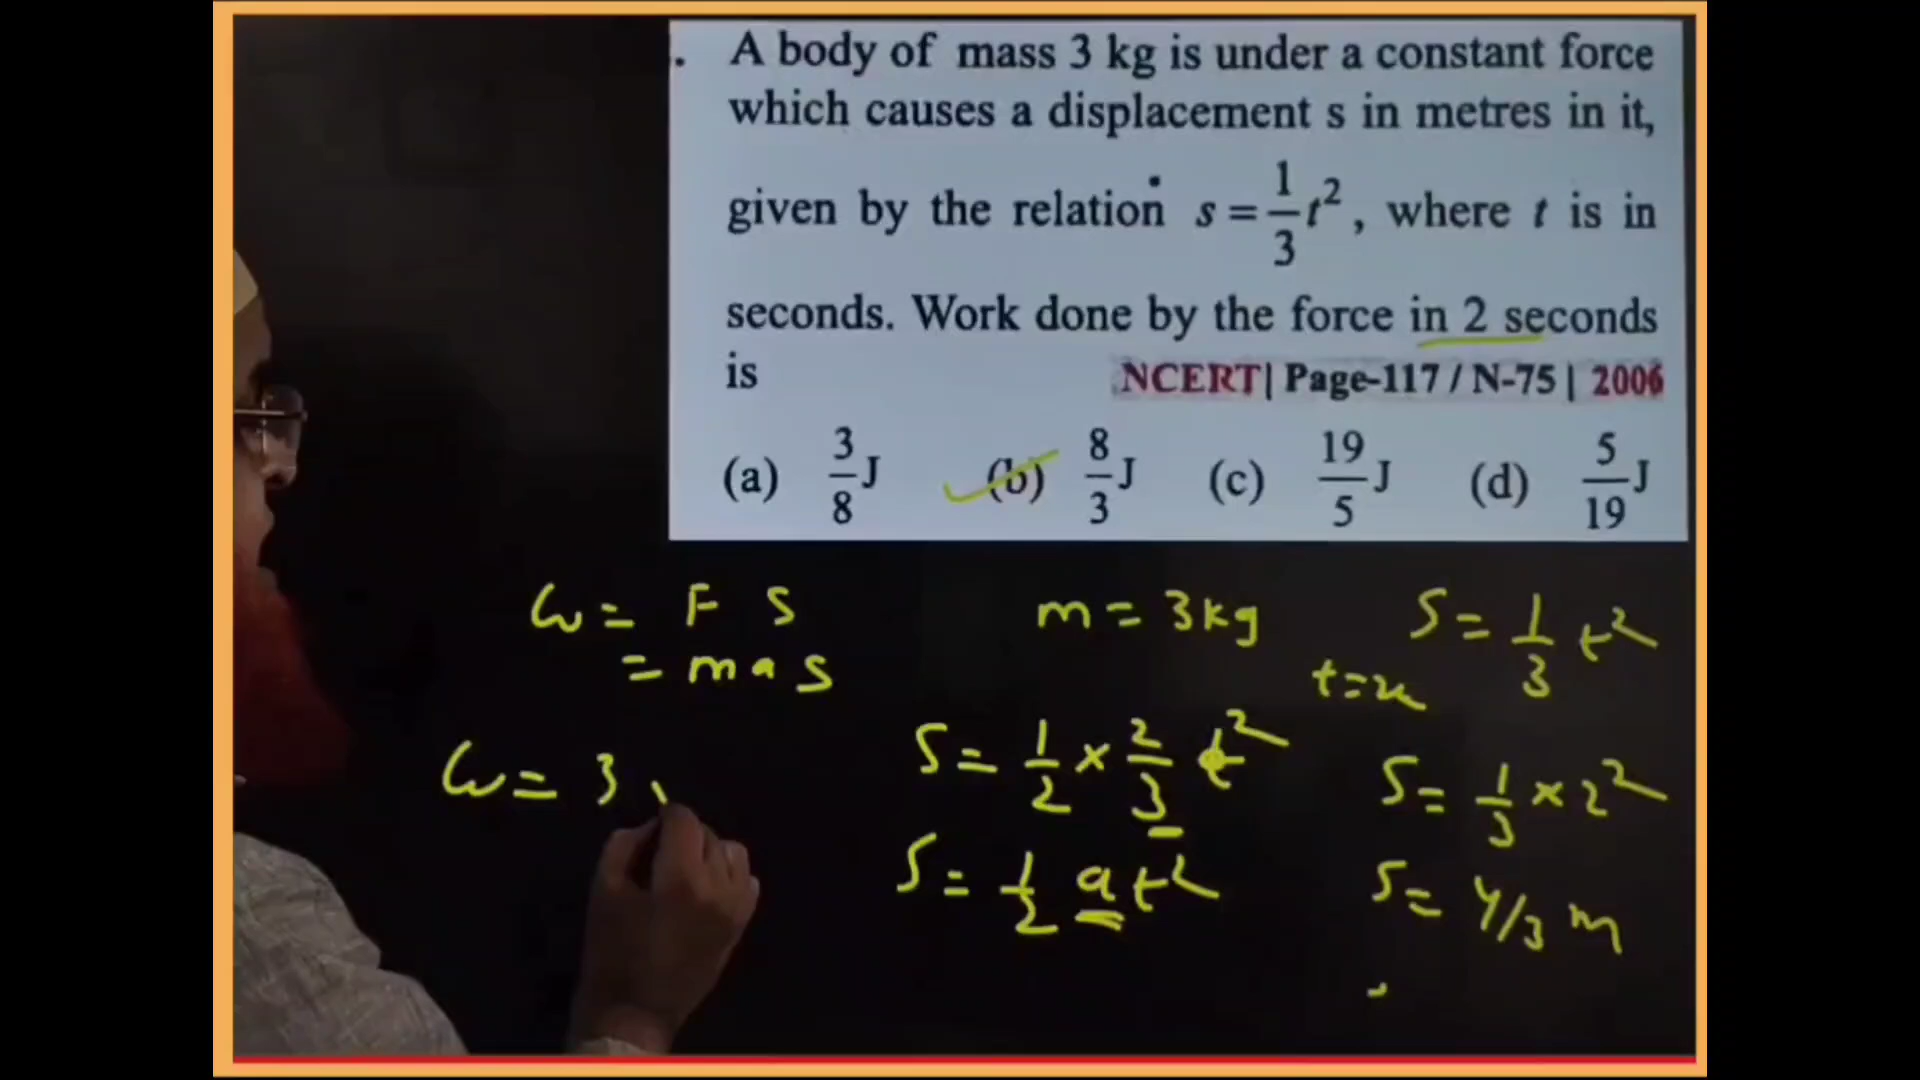 . A body of mass 3 kg is under a constant force
which causes a displacement s in metres in it,
given by the relation s = 1/3 t², where t is in
seconds. Work done by the force in 2 seconds
is
NCERT| Page-117 / N-75 | 2006
(a) 3/8 J (b) 8/3 J (c) 19/5 J (d) 5/19 J
W = F S
= m a s
m = 3 kg
S = 1/3 t²
W = 3
S = 1/2 × 2/3 t²
S = 1/2 a t²
S = 1/3 × 2²
S = 4/3 m